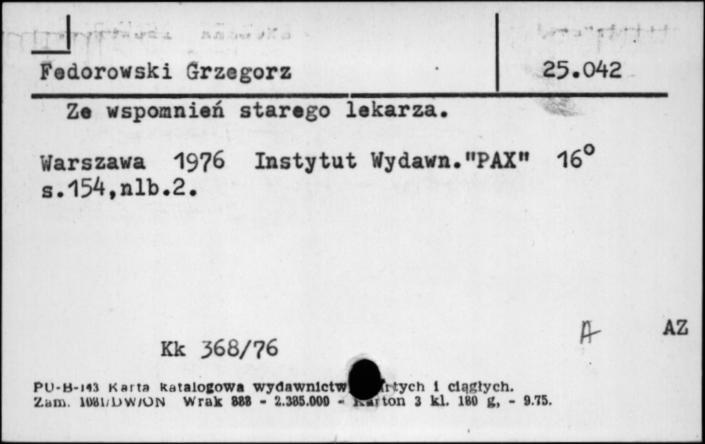 Fedorowski Grzegorz 25.042
Ze wspomnień starego lekarza.
Warszawa 1976 Instytut Wydawn."PAX" 16°
s.154,nlb.2.
A AZ
Kk 368/76
PU-B-143 Karta katalogowa wydawnictw i ciągłych.
Zam. 1081/DW/ON Wrak 888 - 2.385.000 - Karton 3 kl. 180 g, - 9.75.